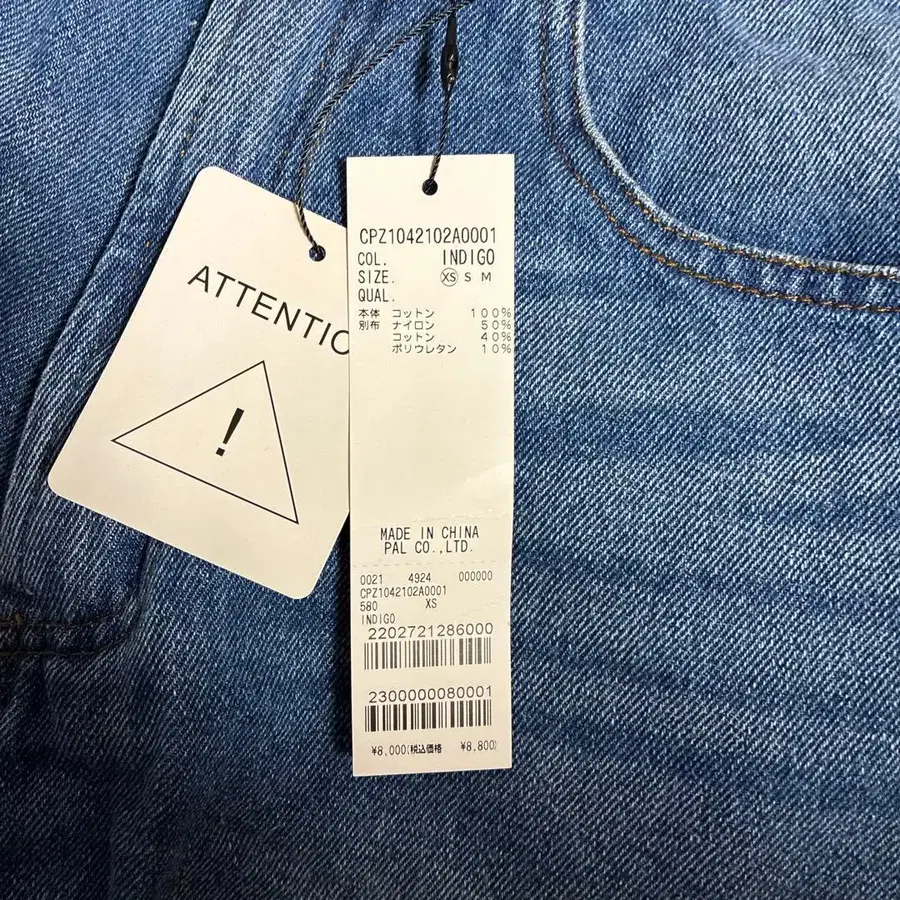 ATTENTIO
!
CPZ1042102A0001
COL. INDIGO
SIZE. XS S M
QUAL.
本体 コットン 100%
別布 ナイロン 50%
コットン 40%
ポリウレタン 10%
MADE IN CHINA
PAL CO.,LTD.
0021 4924 000000
CPZ1042102A0001
580 XS
INDIGO
2202721286000
2300000080001
¥8,000(税込価格 ¥8,800)